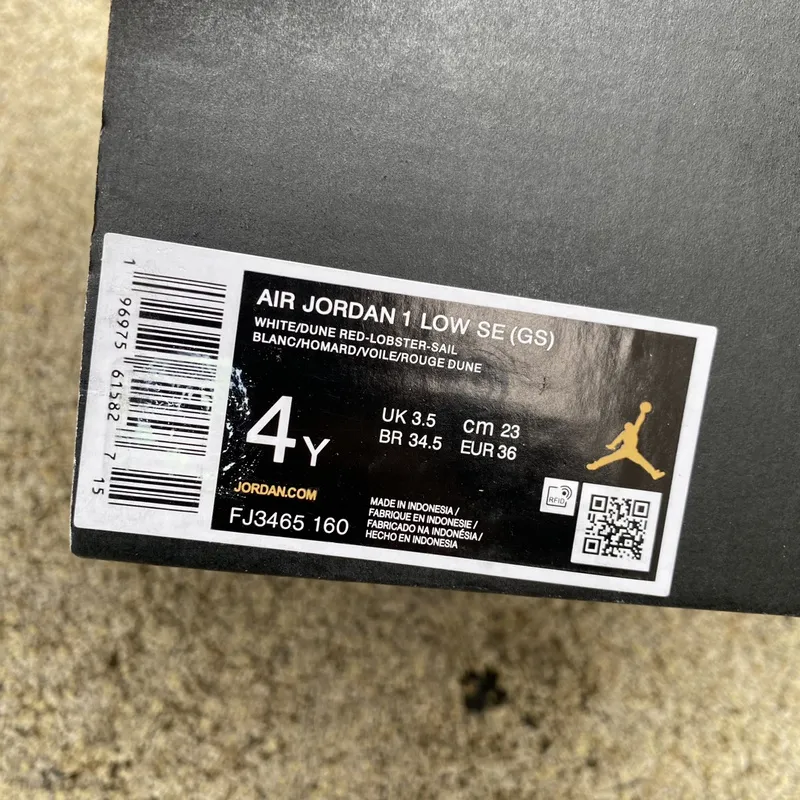 1 96975 61582 7 15
AIR JORDAN 1 LOW SE (GS)
WHITE/DUNE RED-LOBSTER-SAIL
BLANC/HOMARD/VOILE/ROUGE DUNE
4Y
UK 3.5 cm 23
BR 34.5 EUR 36
JORDAN.COM
FJ3465 160
MADE IN INDONESIA /
FABRIQUE EN INDONESIE /
FABRICADO NA INDONÉSIA /
HECHO EN INDONESIA
RFID